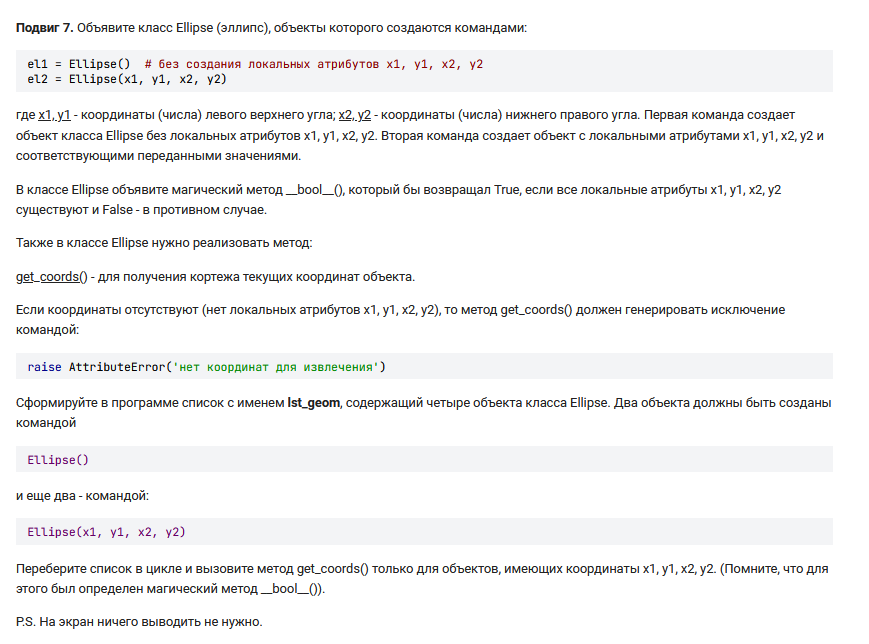 Подвиг 7. Объявите класс Ellipse (эллипс), объекты которого создаются командами:
el1 = Ellipse()  # без создания локальных атрибутов x1, y1, x2, y2
el2 = Ellipse(x1, y1, x2, y2)
где x1, y1 - координаты (числа) левого верхнего угла; x2, y2 - координаты (числа) нижнего правого угла. Первая команда создает
объект класса Ellipse без локальных атрибутов x1, y1, x2, y2. Вторая команда создает объект с локальными атрибутами x1, y1, x2, y2 и
соответствующими переданными значениями.
В классе Ellipse объявите магический метод __bool__(), который бы возвращал True, если все локальные атрибуты x1, y1, x2, y2
существуют и False - в противном случае.
Также в классе Ellipse нужно реализовать метод:
get_coords() - для получения кортежа текущих координат объекта.
Если координаты отсутствуют (нет локальных атрибутов x1, y1, x2, y2), то метод get_coords() должен генерировать исключение
командой:
raise AttributeError('нет координат для извлечения')
Сформируйте в программе список с именем lst_geom, содержащий четыре объекта класса Ellipse. Два объекта должны быть созданы
командой
Ellipse()
и еще два - командой:
Ellipse(x1, y1, x2, y2)
Переберите список в цикле и вызовите метод get_coords() только для объектов, имеющих координаты x1, y1, x2, y2. (Помните, что для
этого был определен магический метод __bool__()).
P.S. На экран ничего выводить не нужно.